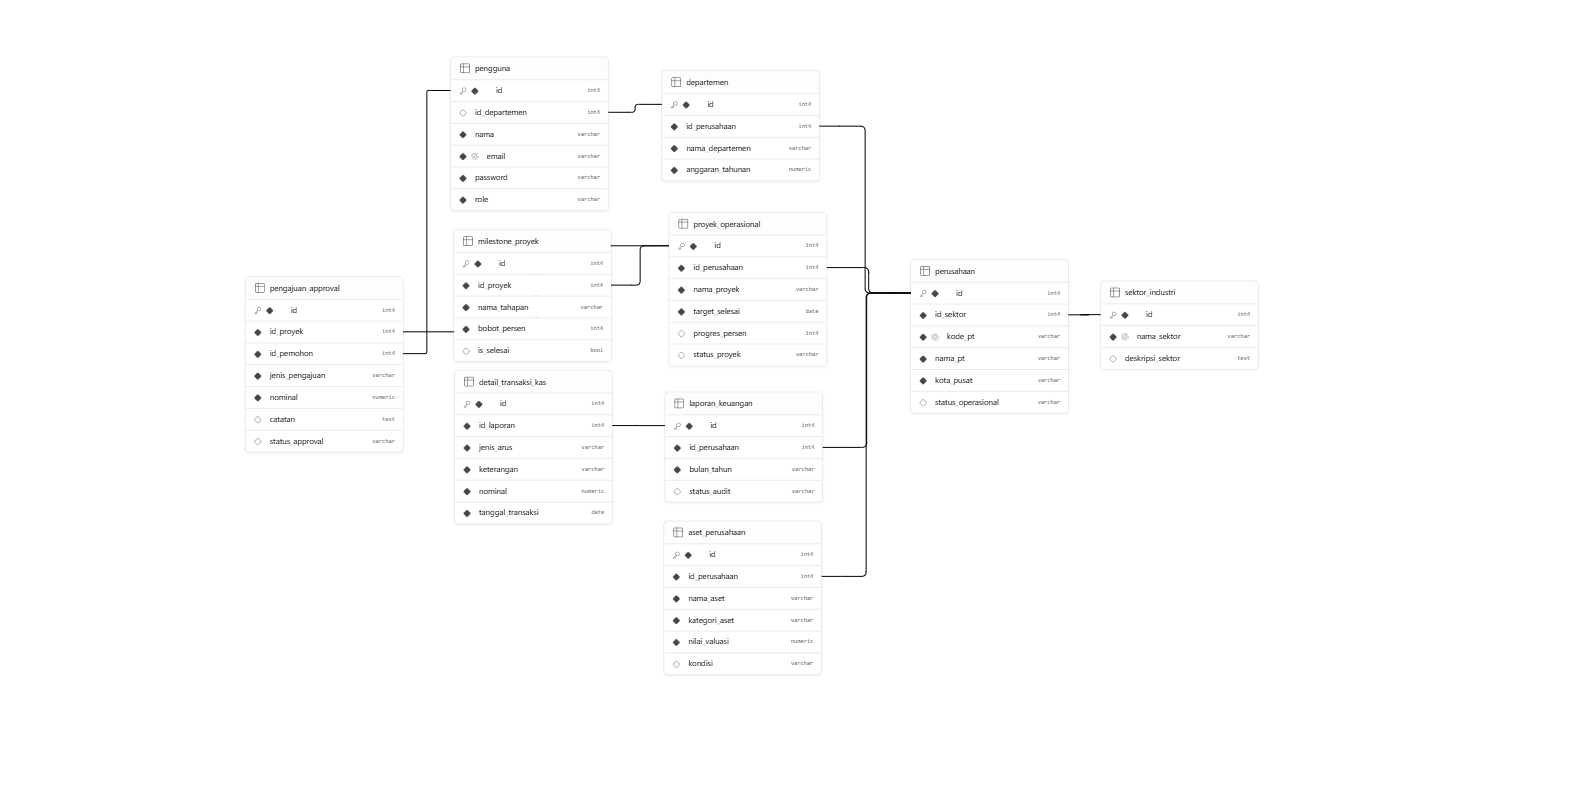 pengguna
id int4
id_departemen int4
nama varchar
email varchar
password varchar
role varchar
departemen
id int4
id_perusahaan int4
nama_departemen varchar
anggaran_tahunan numeric
milestone_proyek
id int4
id_proyek int4
nama_tahapan varchar
bobot_persen int4
is_selesai bool
proyek_operasional
id int4
id_perusahaan int4
nama_proyek varchar
target_selesai date
progres_persen int4
status_proyek varchar
perusahaan
id int4
id_sektor int4
kode_pt varchar
nama_pt varchar
kota_pusat varchar
status_operasional varchar
sektor_industri
id int4
nama_sektor varchar
deskripsi_sektor text
pengajuan_approval
id int4
id_proyek int4
id_pemohon int4
jenis_pengajuan varchar
nominal numeric
catatan text
status_approval varchar
detail_transaksi_kas
id int4
id_laporan int4
jenis_arus varchar
keterangan varchar
nominal numeric
tanggal_transaksi date
laporan_keuangan
id int4
id_perusahaan int4
bulan_tahun varchar
status_audit varchar
aset_perusahaan
id int4
id_perusahaan int4
nama_aset varchar
kategori_aset varchar
nilai_valuasi numeric
kondisi varchar